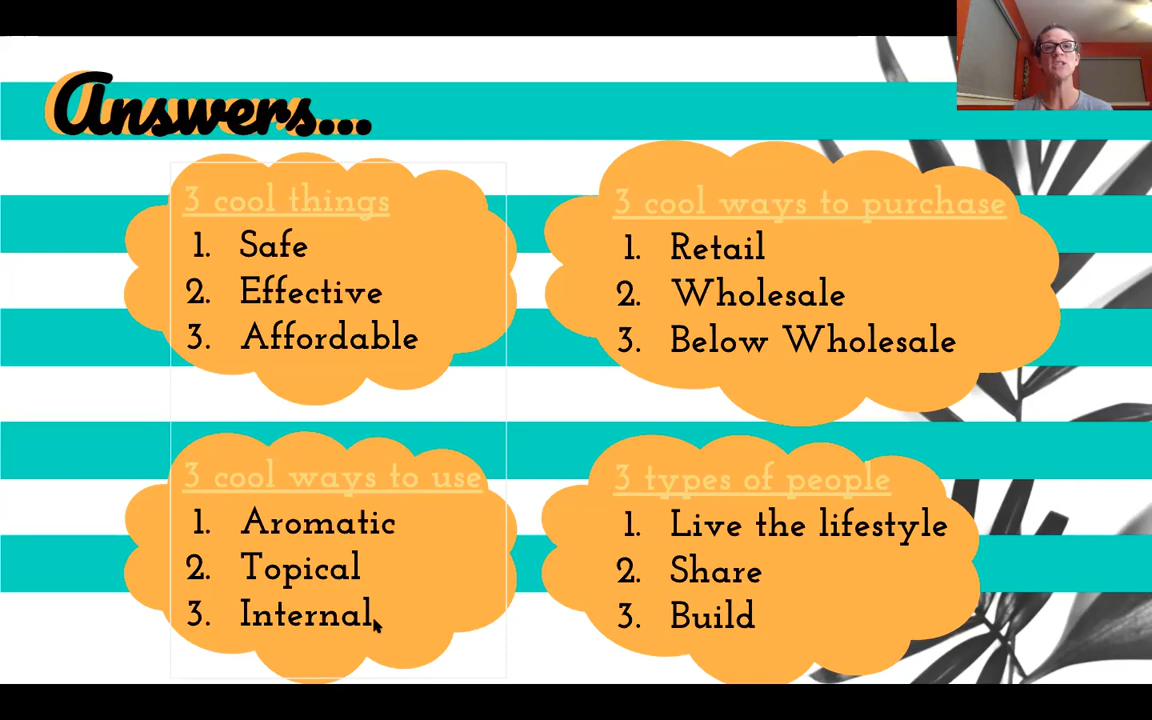 Answers...
3 cool things
1. Safe
2. Effective
3. Affordable
3 cool ways to purchase
1. Retail
2. Wholesale
3. Below Wholesale
3 cool ways to use
1. Aromatic
2. Topical
3. Internal
3 types of people
1. Live the lifestyle
2. Share
3. Build